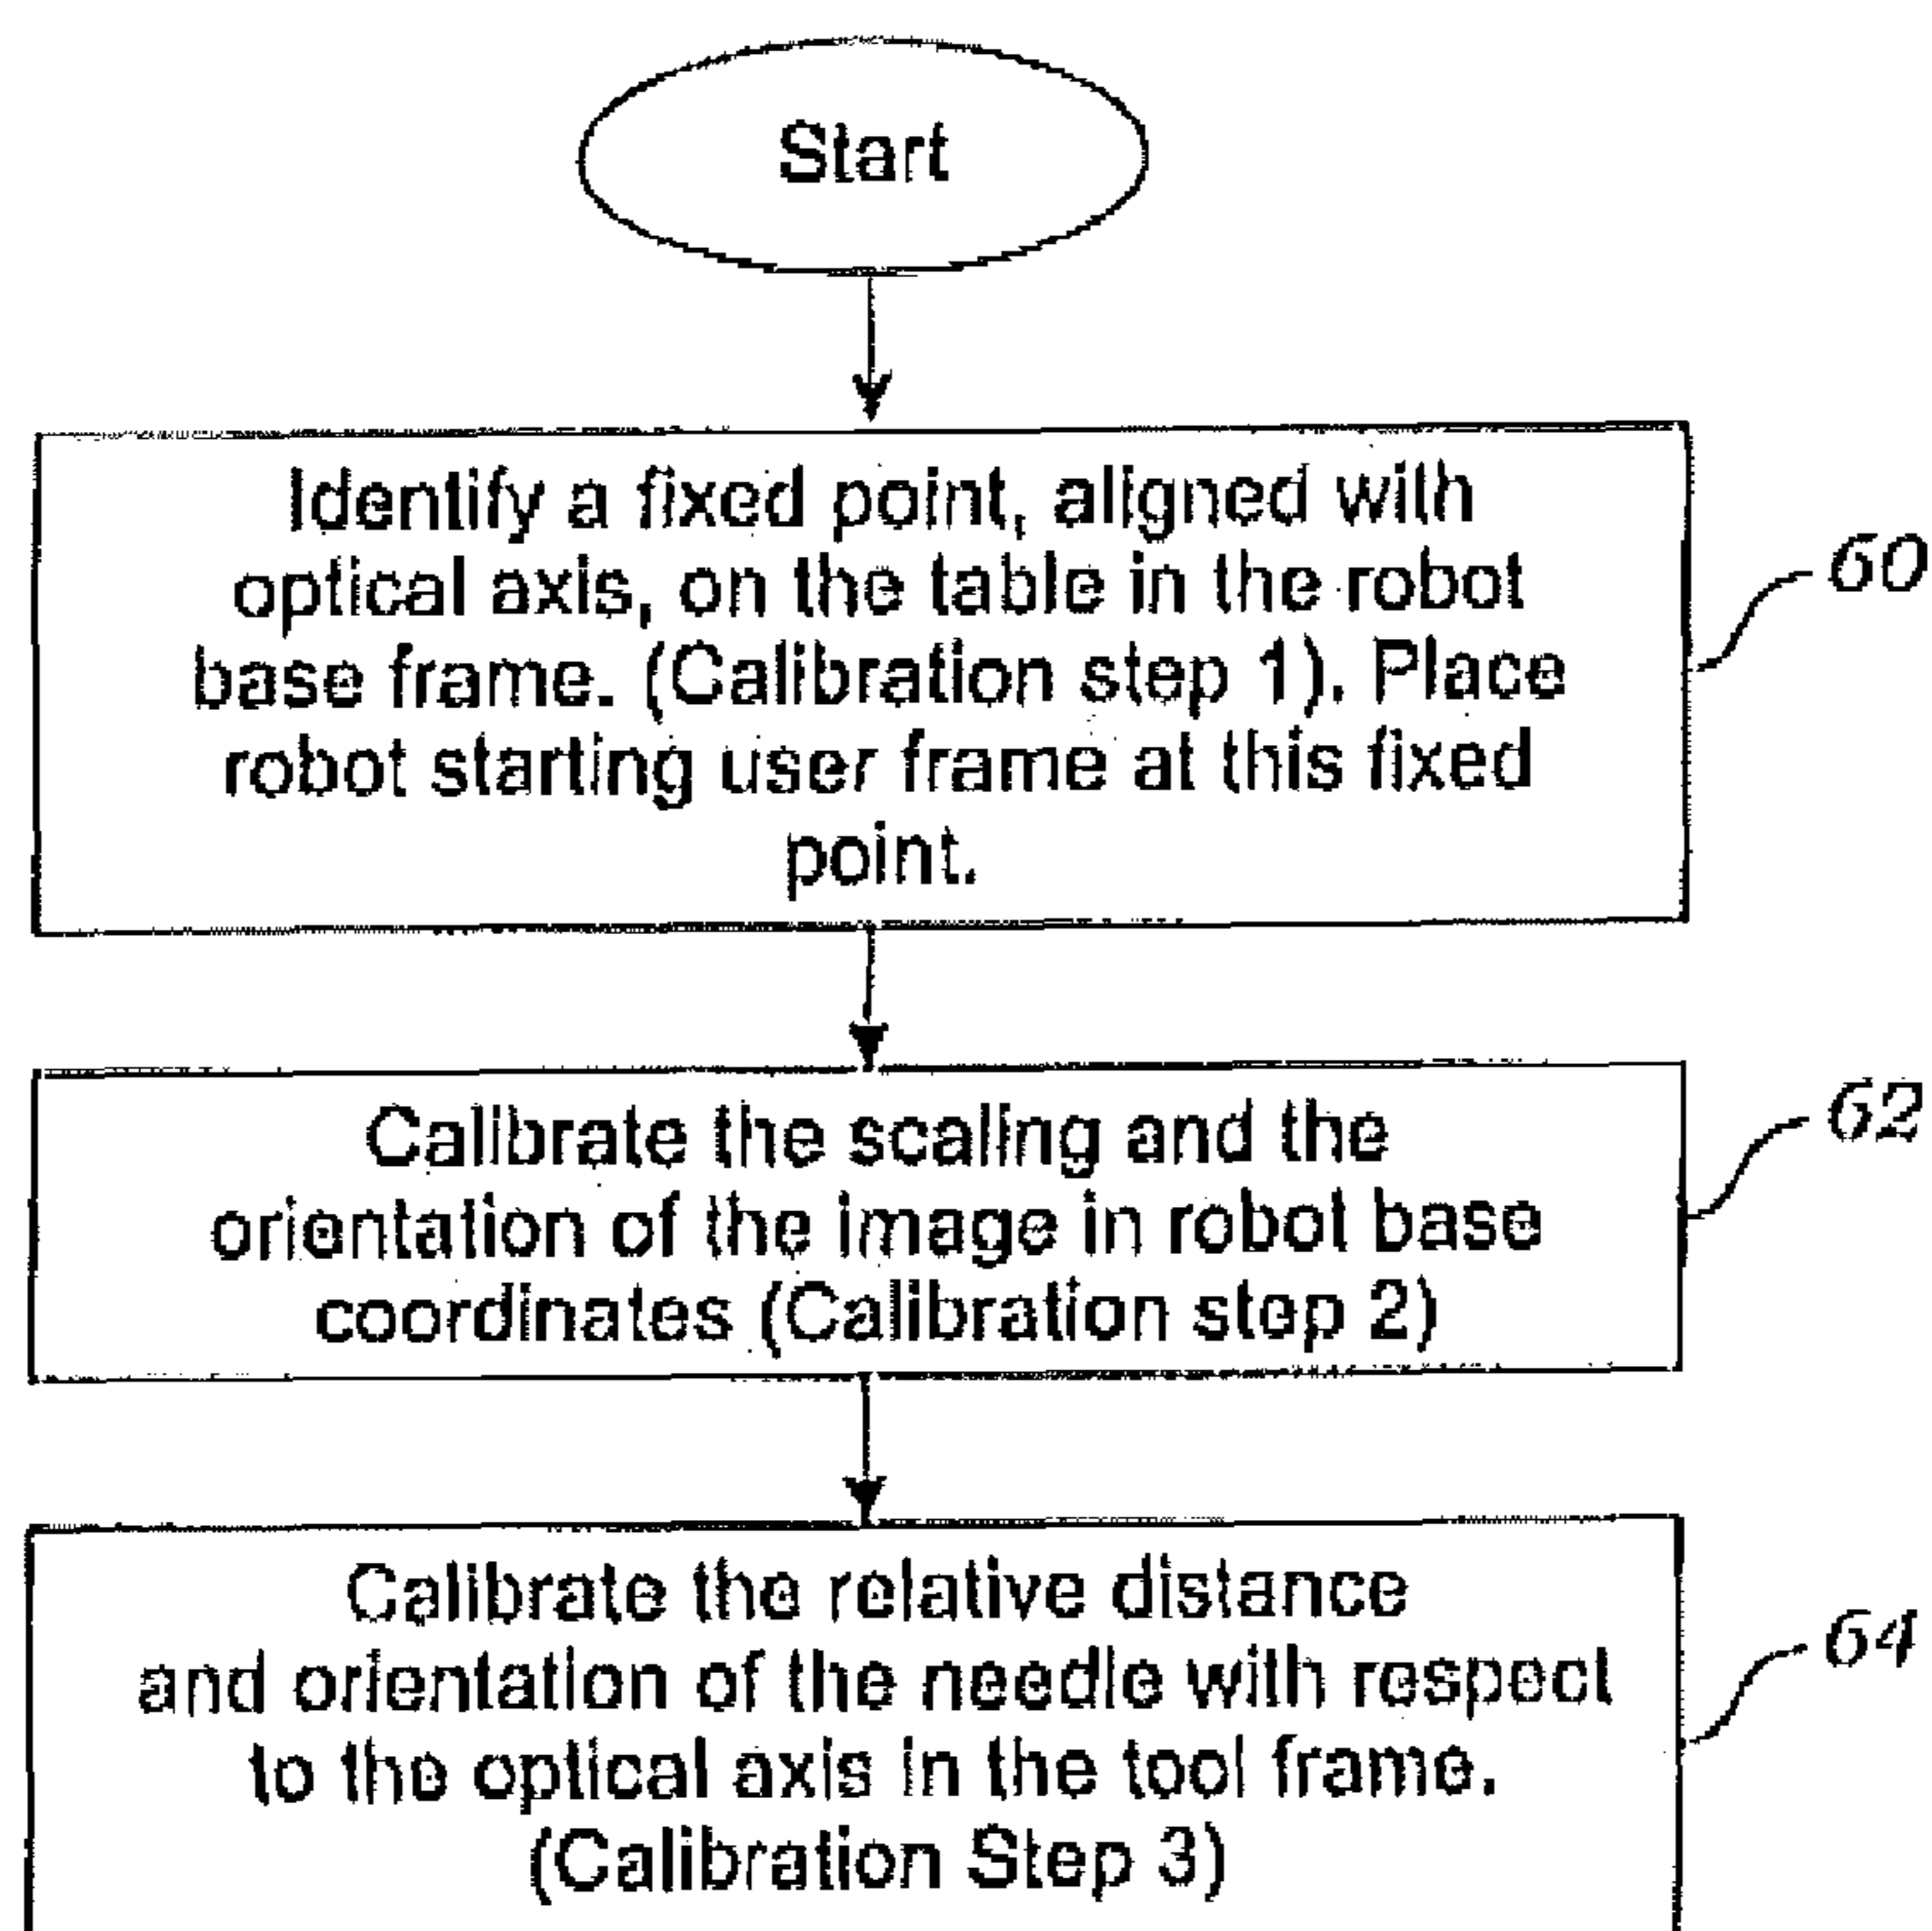 Start
Identify a fixed point, aligned with
optical axis, on the table in the robot
base frame. (Calibration step 1). Place
robot starting user frame at this fixed
point.
60
Calibrate the scaling and the
orientation of the image in robot base
coordinates (Calibration step 2)
62
Calibrate the relative distance
and orientation of the needle with respect
to the optical axis in the tool frame.
(Calibration Step 3)
64